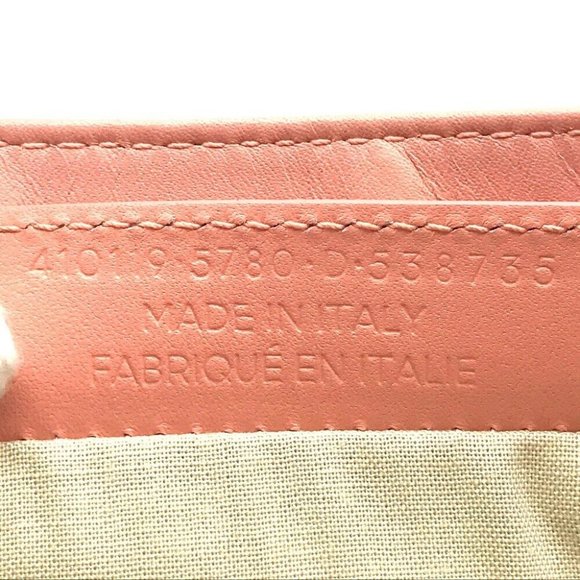 410119·5780·D·538735
MADE IN ITALY
FABRIQUÉ EN ITALIE